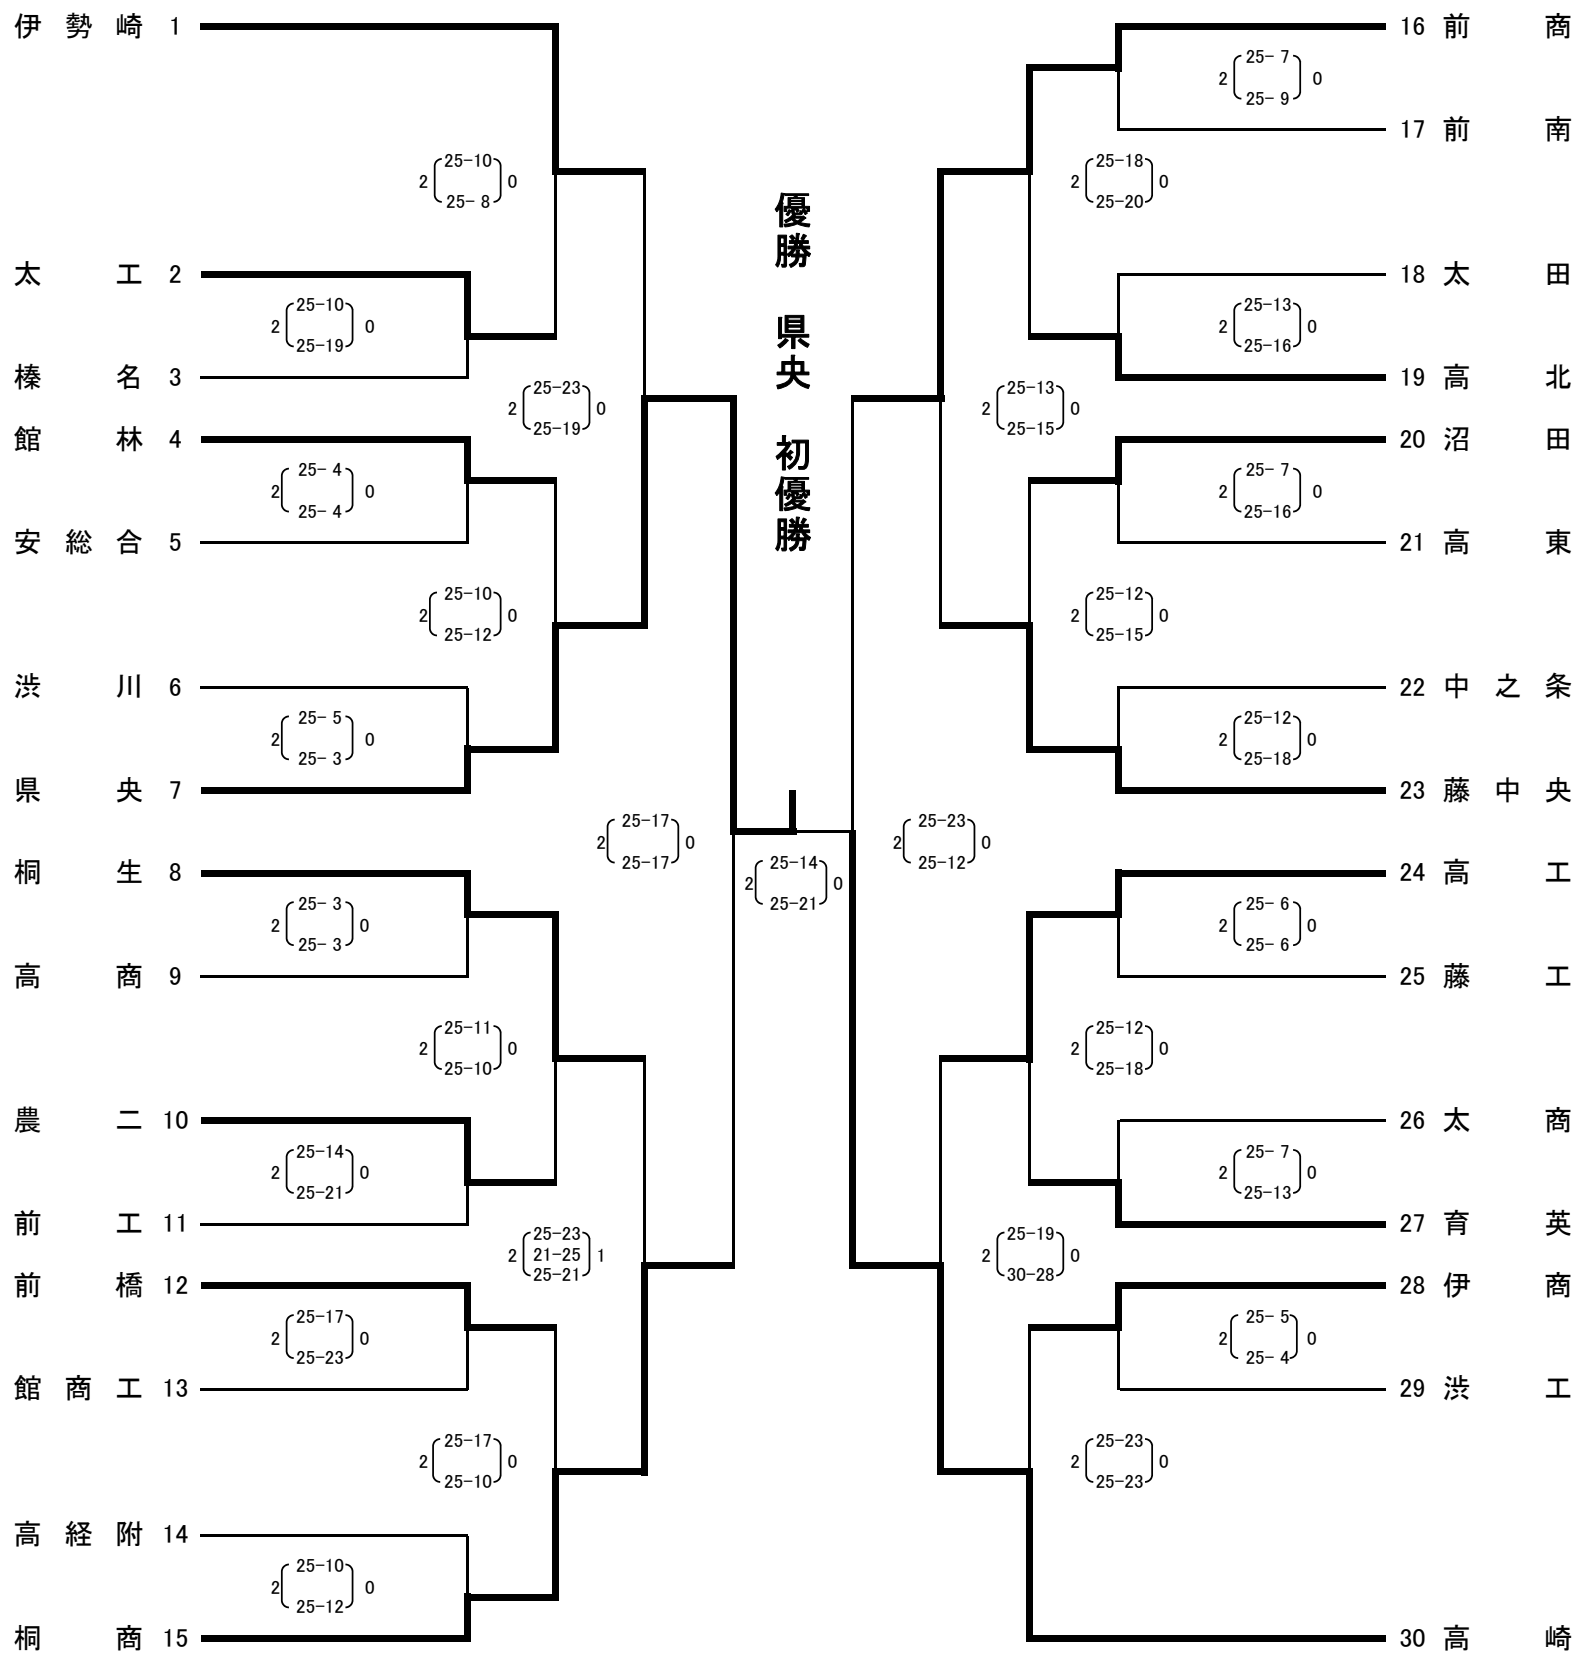 伊勢崎 1
25-10
2 0
25- 8
太工 2
25-10
2 0
25-19
榛名 3
25-23
2 0
25-19
館林 4
25- 4
2 0
25- 4
安総合 5
25-10
2 0
25-12
渋川 6
25- 5
2 0
25- 3
県央 7
25-17
2 0
25-17
桐生 8
25- 3
2 0
25- 3
高商 9
25-11
2 0
25-10
農二 10
25-14
2 0
25-21
前工 11
25-23
2 21-25 1
25-21
前橋 12
25-17
2 0
25-23
館商工 13
25-17
2 0
25-10
高経附 14
25-10
2 0
25-12
桐商 15
優勝 県央 初優勝
25-14
2 0
25-21
16 前商
25- 7
2 0
25- 9
17 前南
25-18
2 0
25-20
18 太田
25-13
2 0
25-16
19 高北
25-13
2 0
25-15
20 沼田
25- 7
2 0
25-16
21 高東
25-12
2 0
25-15
22 中之条
25-12
2 0
25-18
23 藤中央
25-23
2 0
25-12
24 高工
25- 6
2 0
25- 6
25 藤工
25-12
2 0
25-18
26 太商
25- 7
2 0
25-13
27 育英
25-19
2 0
30-28
28 伊商
25- 5
2 0
25- 4
29 渋工
25-23
2 0
25-23
30 高崎